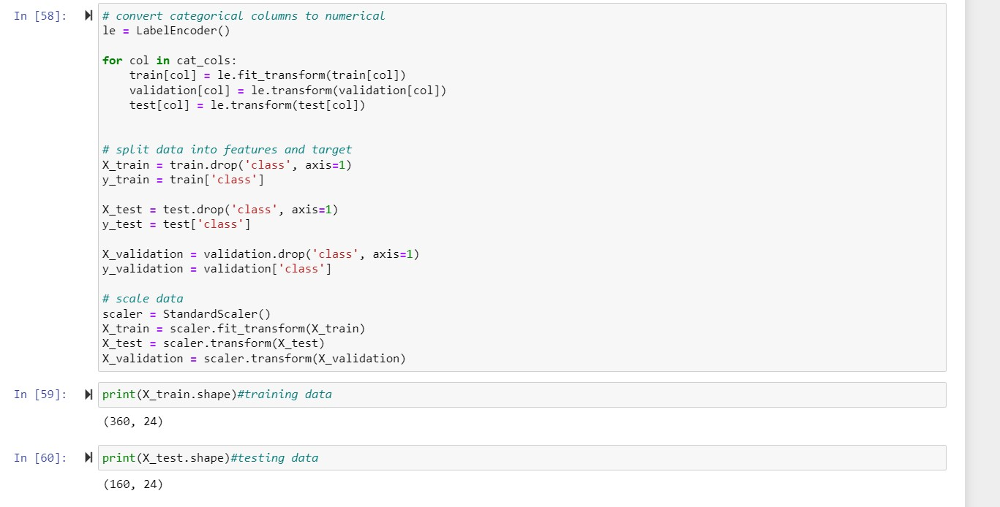 In [58]:
# convert categorical columns to numerical
le = LabelEncoder()
for col in cat_cols:
    train[col] = le.fit_transform(train[col])
    validation[col] = le.transform(validation[col])
    test[col] = le.transform(test[col])
# split data into features and target
X_train = train.drop('class', axis=1)
y_train = train['class']
X_test = test.drop('class', axis=1)
y_test = test['class']
X_validation = validation.drop('class', axis=1)
y_validation = validation['class']
# scale data
scaler = StandardScaler()
X_train = scaler.fit_transform(X_train)
X_test = scaler.transform(X_test)
X_validation = scaler.transform(X_validation)
In [59]:
print(X_train.shape)#training data
(360, 24)
In [60]:
print(X_test.shape)#testing data
(160, 24)